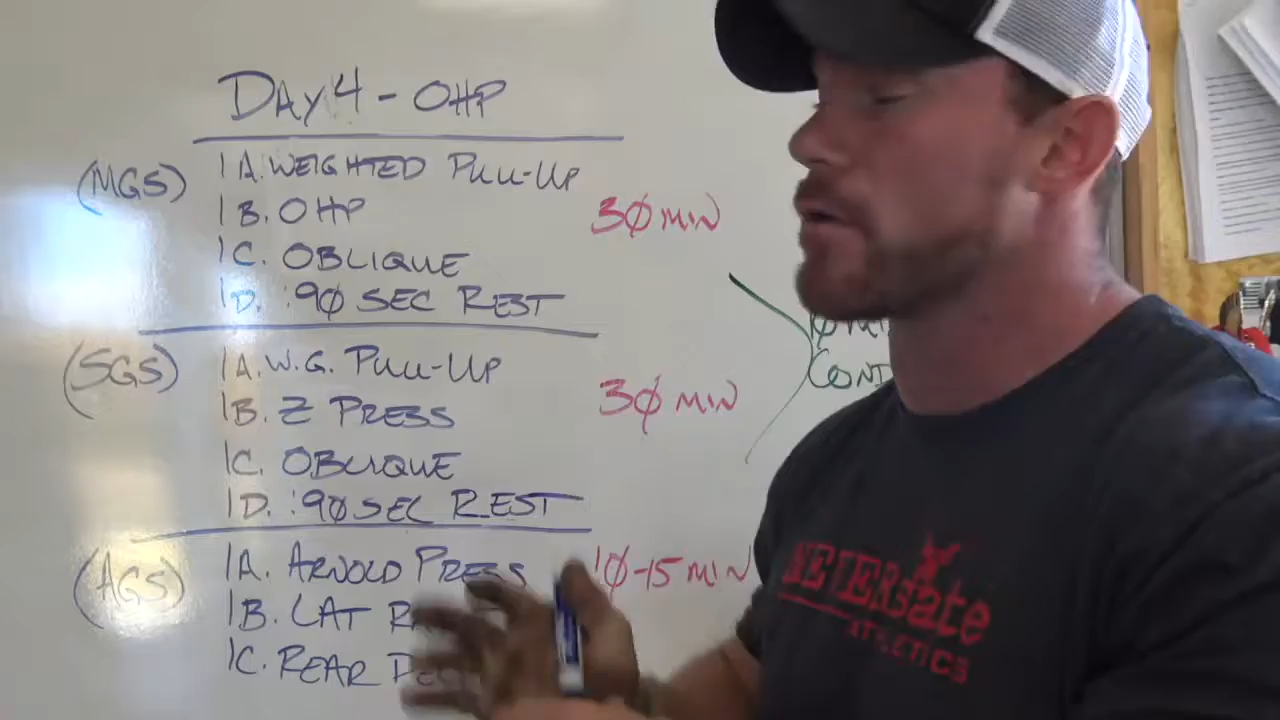 DAY 4 - OHP
(MGS)
1A. WEIGHTED PULL-UP
1B. OHP
1C. OBLIQUE
1D. :90 SEC REST
30 MIN
(SGS)
1A. W.G. PULL-UP
1B. Z PRESS
1C. OBLIQUE
1D. :90 SEC REST
30 MIN
(AGS)
1A. ARNOLD PRESS
1B. LAT
1C. REAR
10-15 MIN
ATHLETICS